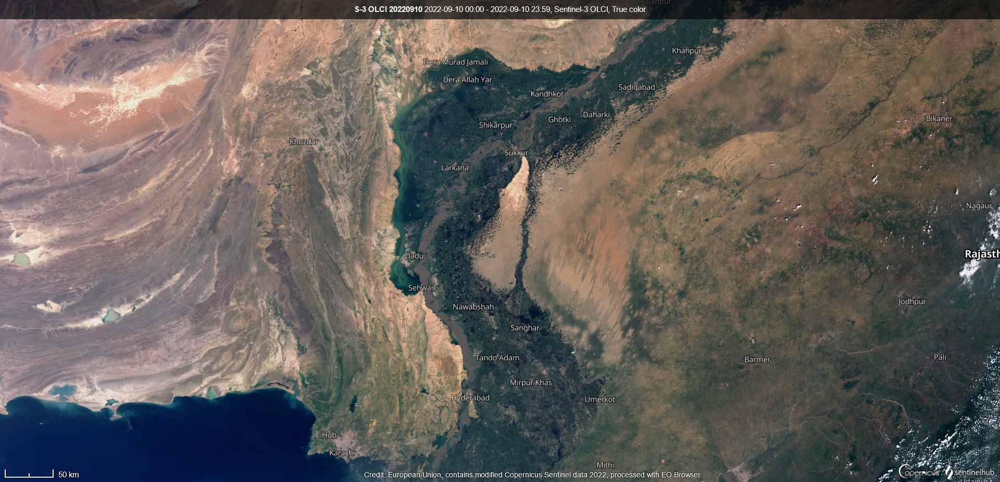 Rajanpur
S-3 OLCI 20220910 2022-09-10 00:00 - 2022-09-10 23:59, Sentinel-3 OLCI, True color
Khanpur
Dera Murad Jamali
Dera Allah Yar
Sadiqabad
Kandhkot
Daharki
Ghotki
Bikaner
Shikarpur
Khuzdar
Sukkur
Larkana
Nagaur
Rajasth
Dadu
Sehwan
Jodhpur
Nawabshah
Sanghar
Tando Adam
Barmer
Pali
Mirpur Khas
Hyderabad
Umerkot
Hub
Karachi
Mithi
50 km
Credit: European Union, contains modified Copernicus Sentinel data 2022, processed with EO Browser
opernicus
sentinelhub
Udaipur